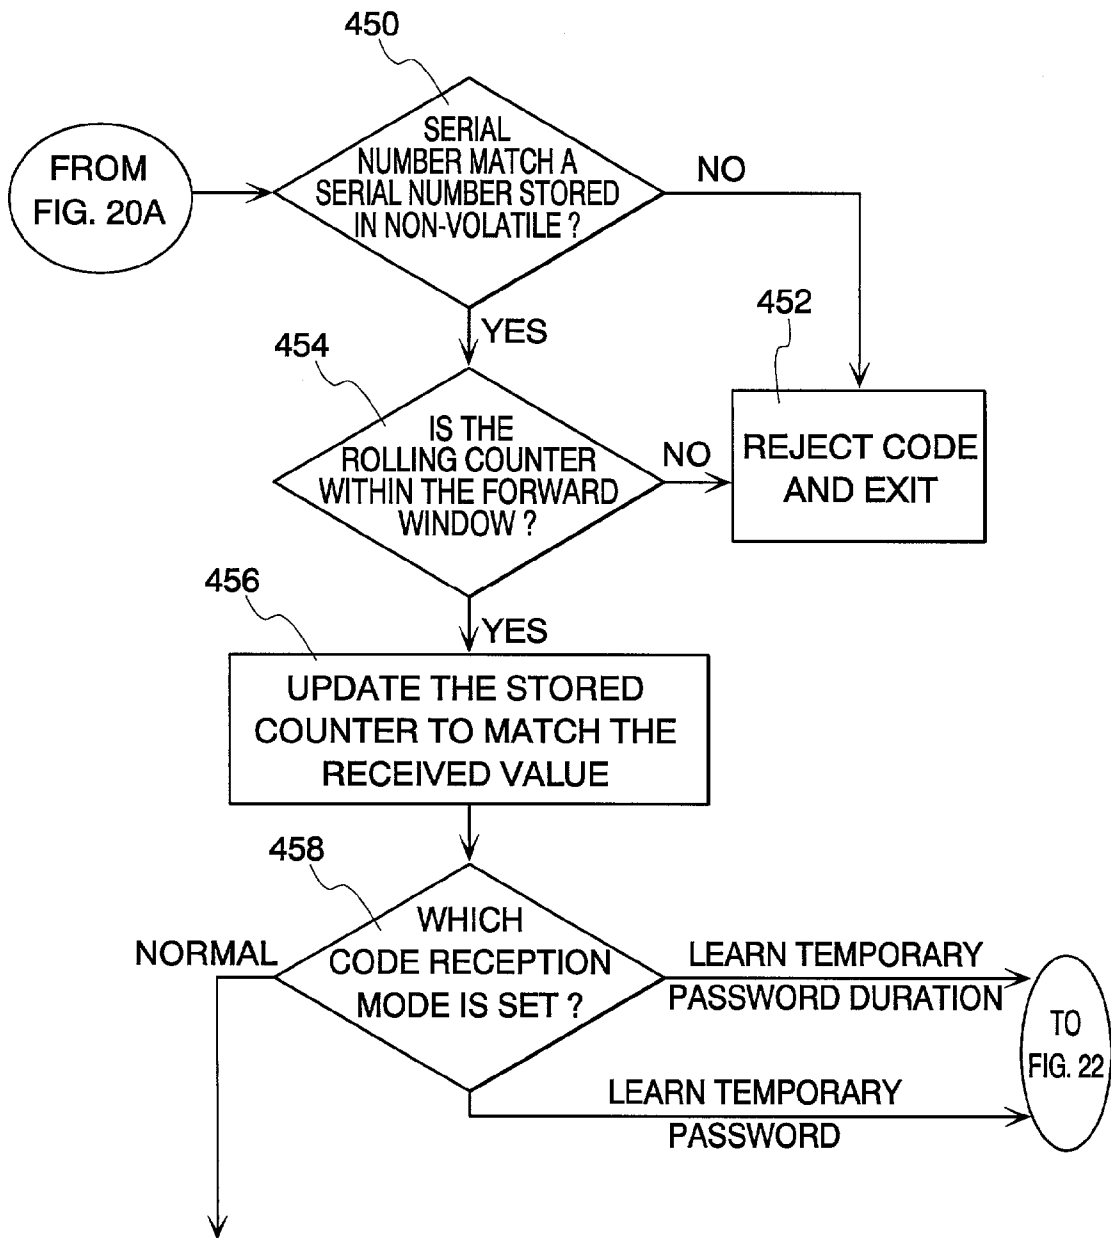 450
SERIAL
NUMBER MATCH A
SERIAL NUMBER STORED
IN NON-VOLATILE ?
FROM
FIG. 20A
NO
YES
452
REJECT CODE
AND EXIT
454
IS THE
ROLLING COUNTER
WITHIN THE FORWARD
WINDOW ?
NO
YES
456
UPDATE THE STORED
COUNTER TO MATCH THE
RECEIVED VALUE
458
WHICH
CODE RECEPTION
MODE IS SET ?
NORMAL
LEARN TEMPORARY
PASSWORD DURATION
LEARN TEMPORARY
PASSWORD
TO
FIG. 22